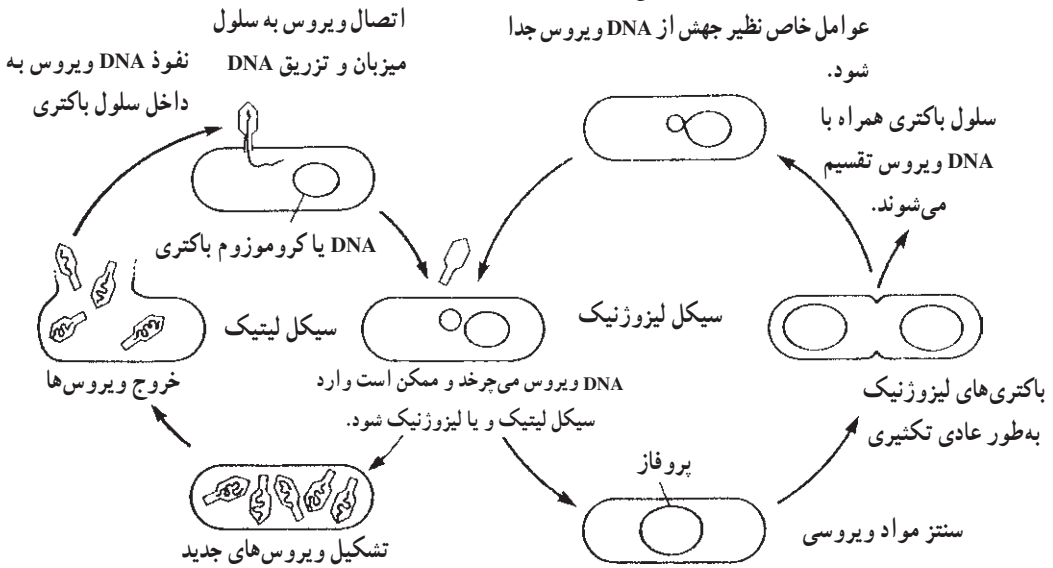 عوامل خاص نظیر جهش از DNA ویروس جدا
شود.
سلول باکتری همراه با
DNA ویروس تقسیم
می‌شوند.
اتصال ویروس به سلول
میزبان و تزریق DNA
نفوذ DNA ویروس به
داخل سلول باکتری
DNA یا کروموزوم باکتری
سیکل لیزوژنیک
سیکل لیتیک
خروج ویروس‌ها
DNA ویروس می‌چرخد و ممکن است وارد
سیکل لیتیک و یا لیزوژنیک شود.
باکتری‌های لیزوژنیک
به‌طور عادی تکثیری
پروفاژ
سنتز مواد ویروسی
تشکیل ویروس‌های جدید